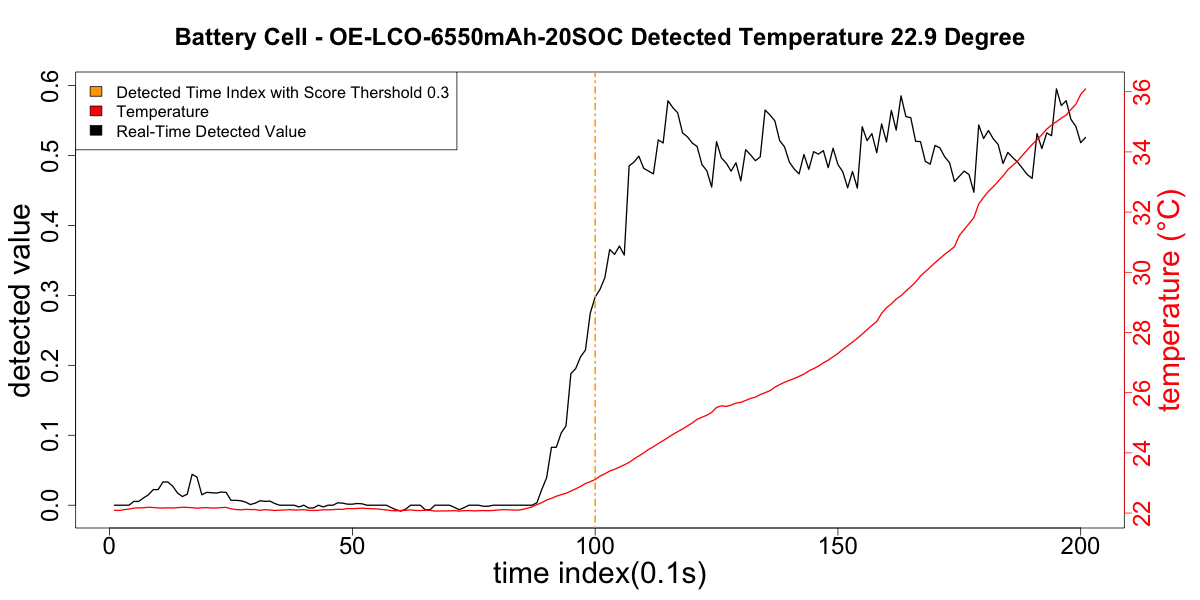 Battery Cell - OE-LCO-6550mAh-20SOC Detected Temperature 22.9 Degree
Detected Time Index with Score Thershold 0.3
Temperature
Real-Time Detected Value
detected value
0.0 0.1 0.2 0.3 0.4 0.5 0.6
22 24 26 28 30 32 34 36
temperature (°C)
0 50 100 150 200
time index(0.1s)